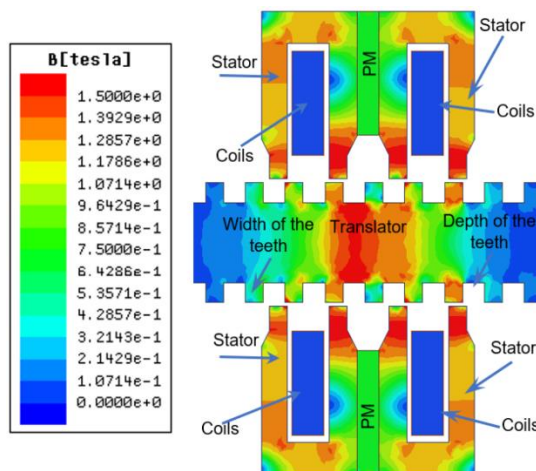 B[tesla]
1.5000e+0
1.3929e+0
1.2857e+0
1.1786e+0
1.0714e+0
9.6429e-1
8.5714e-1
7.5000e-1
6.4286e-1
5.3571e-1
4.2857e-1
3.2143e-1
2.1429e-1
1.0714e-1
0.0000e+0
Stator
PM
Stator
Coils
Coils
Width of the
teeth
Translator
Depth of the
teeth
Stator
Stator
Coils
PM
Coils